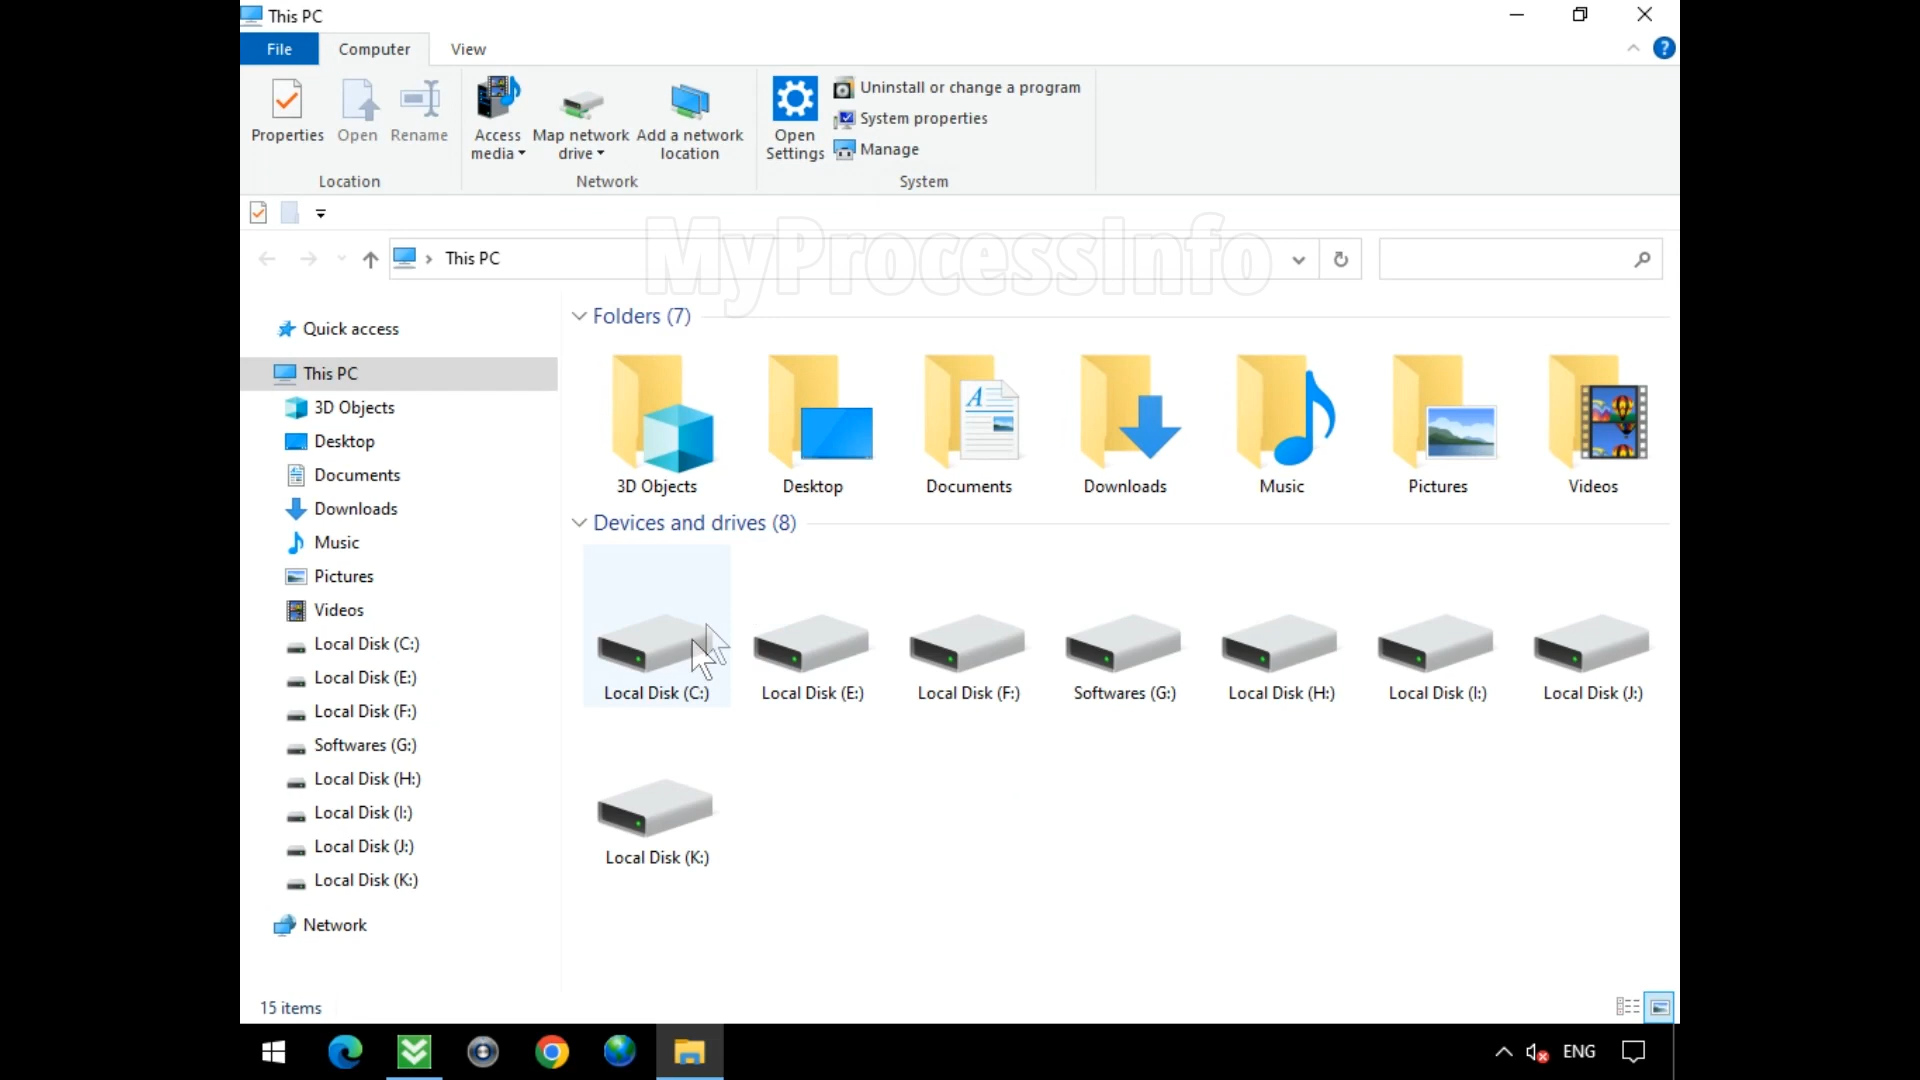 This PC
File
Computer
View
Properties
Open
Rename
Access
media
Map network
drive
Add a network
location
Open
Settings
Uninstall or change a program
System properties
Manage
Location
Network
System
MyProcessInfo
This PC
Quick access
This PC
3D Objects
Desktop
Documents
Downloads
Music
Pictures
Videos
Local Disk (C:)
Local Disk (E:)
Local Disk (F:)
Softwares (G:)
Local Disk (H:)
Local Disk (I:)
Local Disk (J:)
Local Disk (K:)
Network
Folders (7)
3D Objects
Desktop
Documents
Downloads
Music
Pictures
Videos
Devices and drives (8)
Local Disk (C:)
Local Disk (E:)
Local Disk (F:)
Softwares (G:)
Local Disk (H:)
Local Disk (I:)
Local Disk (J:)
Local Disk (K:)
15 items
ENG